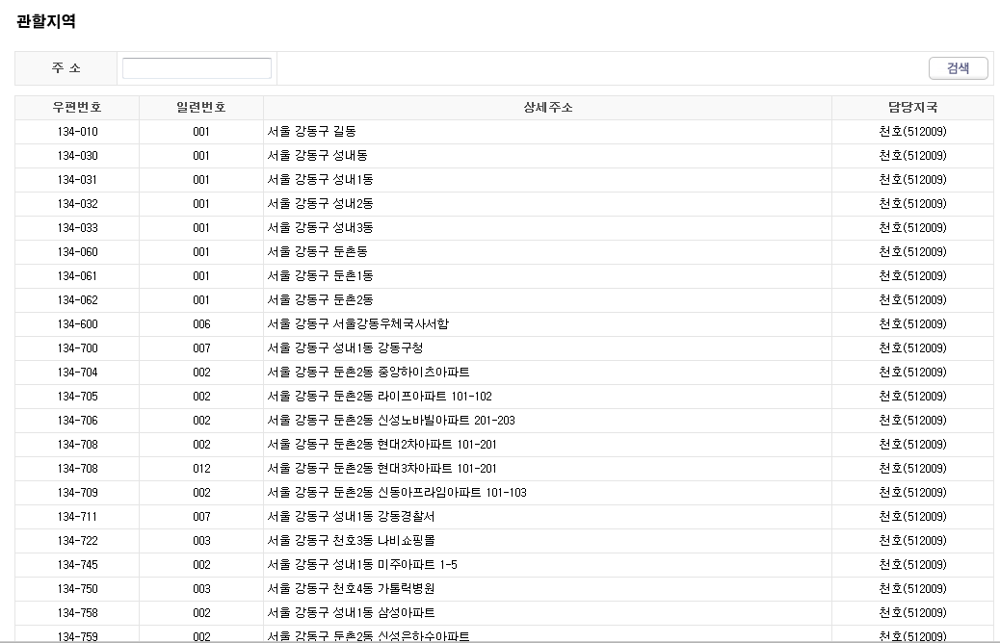 관할지역
주 소
검색
우편번호 일련번호 상세주소 담당지국
134-010 001 서울 강동구 길동 천호(512009)
134-030 001 서울 강동구 성내동 천호(512009)
134-031 001 서울 강동구 성내1동 천호(512009)
134-032 001 서울 강동구 성내2동 천호(512009)
134-033 001 서울 강동구 성내3동 천호(512009)
134-060 001 서울 강동구 둔촌동 천호(512009)
134-061 001 서울 강동구 둔촌1동 천호(512009)
134-062 001 서울 강동구 둔촌2동 천호(512009)
134-600 006 서울 강동구 서울강동우체국사서함 천호(512009)
134-700 007 서울 강동구 성내1동 강동구청 천호(512009)
134-704 002 서울 강동구 둔촌2동 중앙하이츠아파트 천호(512009)
134-705 002 서울 강동구 둔촌2동 라이프아파트 101-102 천호(512009)
134-706 002 서울 강동구 둔촌2동 신성노바빌아파트 201-203 천호(512009)
134-708 002 서울 강동구 둔촌2동 현대2차아파트 101-201 천호(512009)
134-708 012 서울 강동구 둔촌2동 현대3차아파트 101-201 천호(512009)
134-709 002 서울 강동구 둔촌2동 신동아프라임아파트 101-103 천호(512009)
134-711 007 서울 강동구 성내1동 강동경찰서 천호(512009)
134-722 003 서울 강동구 천호3동 나비쇼핑몰 천호(512009)
134-745 002 서울 강동구 성내1동 미주아파트 1-5 천호(512009)
134-750 003 서울 강동구 천호4동 가톨릭병원 천호(512009)
134-758 002 서울 강동구 성내1동 삼성아파트 천호(512009)
134-759 002 서울 강동구 둔촌2동 신성은하수아파트 천호(512009)